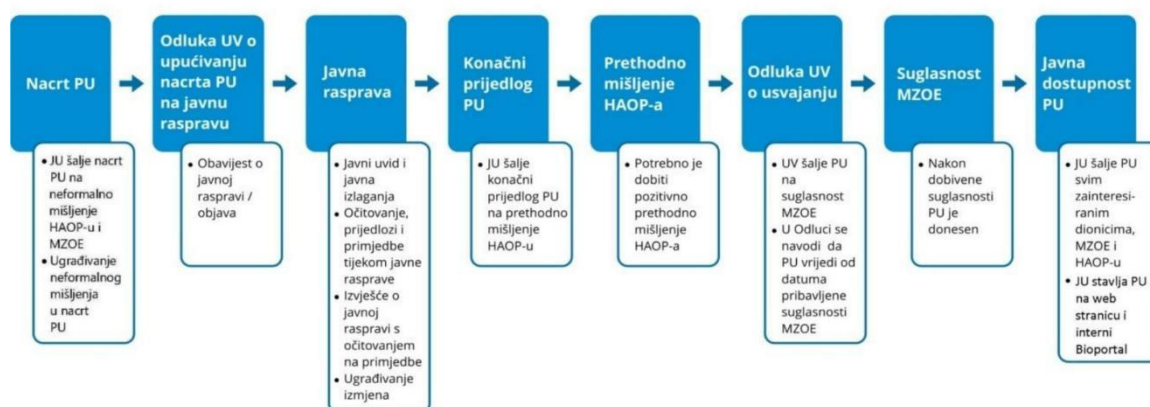 Nacrt PU
• JU šalje nacrt
PU na
neformalno
mišljenje
HAOP-u i
MZOE
• Ugrađivanje
neformalnog
mišljenja
u nacrt
PU
Odluka UV o
upućivanju
nacrta PU
na javnu
raspravu
• Obavijest o
javnoj
raspravi /
objava
Javna
rasprava
• Javni uvid i
javna
izlaganja
• Očitovanje,
prijedlozi i
primjedbe
tijekom javne
rasprave
• Izvješće o
javnoj
raspravi s
očitovanjem
na primjedbe
• Ugrađivanje
izmjena
Konačni
prijedlog
PU
• JU šalje
konačni
prijedlog PU
na prethodno
mišljenje
HAOP-u
Prethodno
mišljenje
HAOP-a
• Potrebno je
dobiti
pozitivno
prethodno
mišljenje
HAOP-a
Odluka UV
o usvajanju
• UV šalje PU
na
suglasnost
MZOE
• U Odluci se
navodi da
PU vrijedi od
datuma
pribavljene
suglasnosti
MZOE
Suglasnost
MZOE
• Nakon
dobivene
suglasnosti
PU je
donesen
Javna
dostupnost
PU
• JU šalje PU
svim
zainteresi-
ranim
dionicima,
MZOE i
HAOP-u
• JU stavlja PU
na web
stranicu i
interni
Bioportal